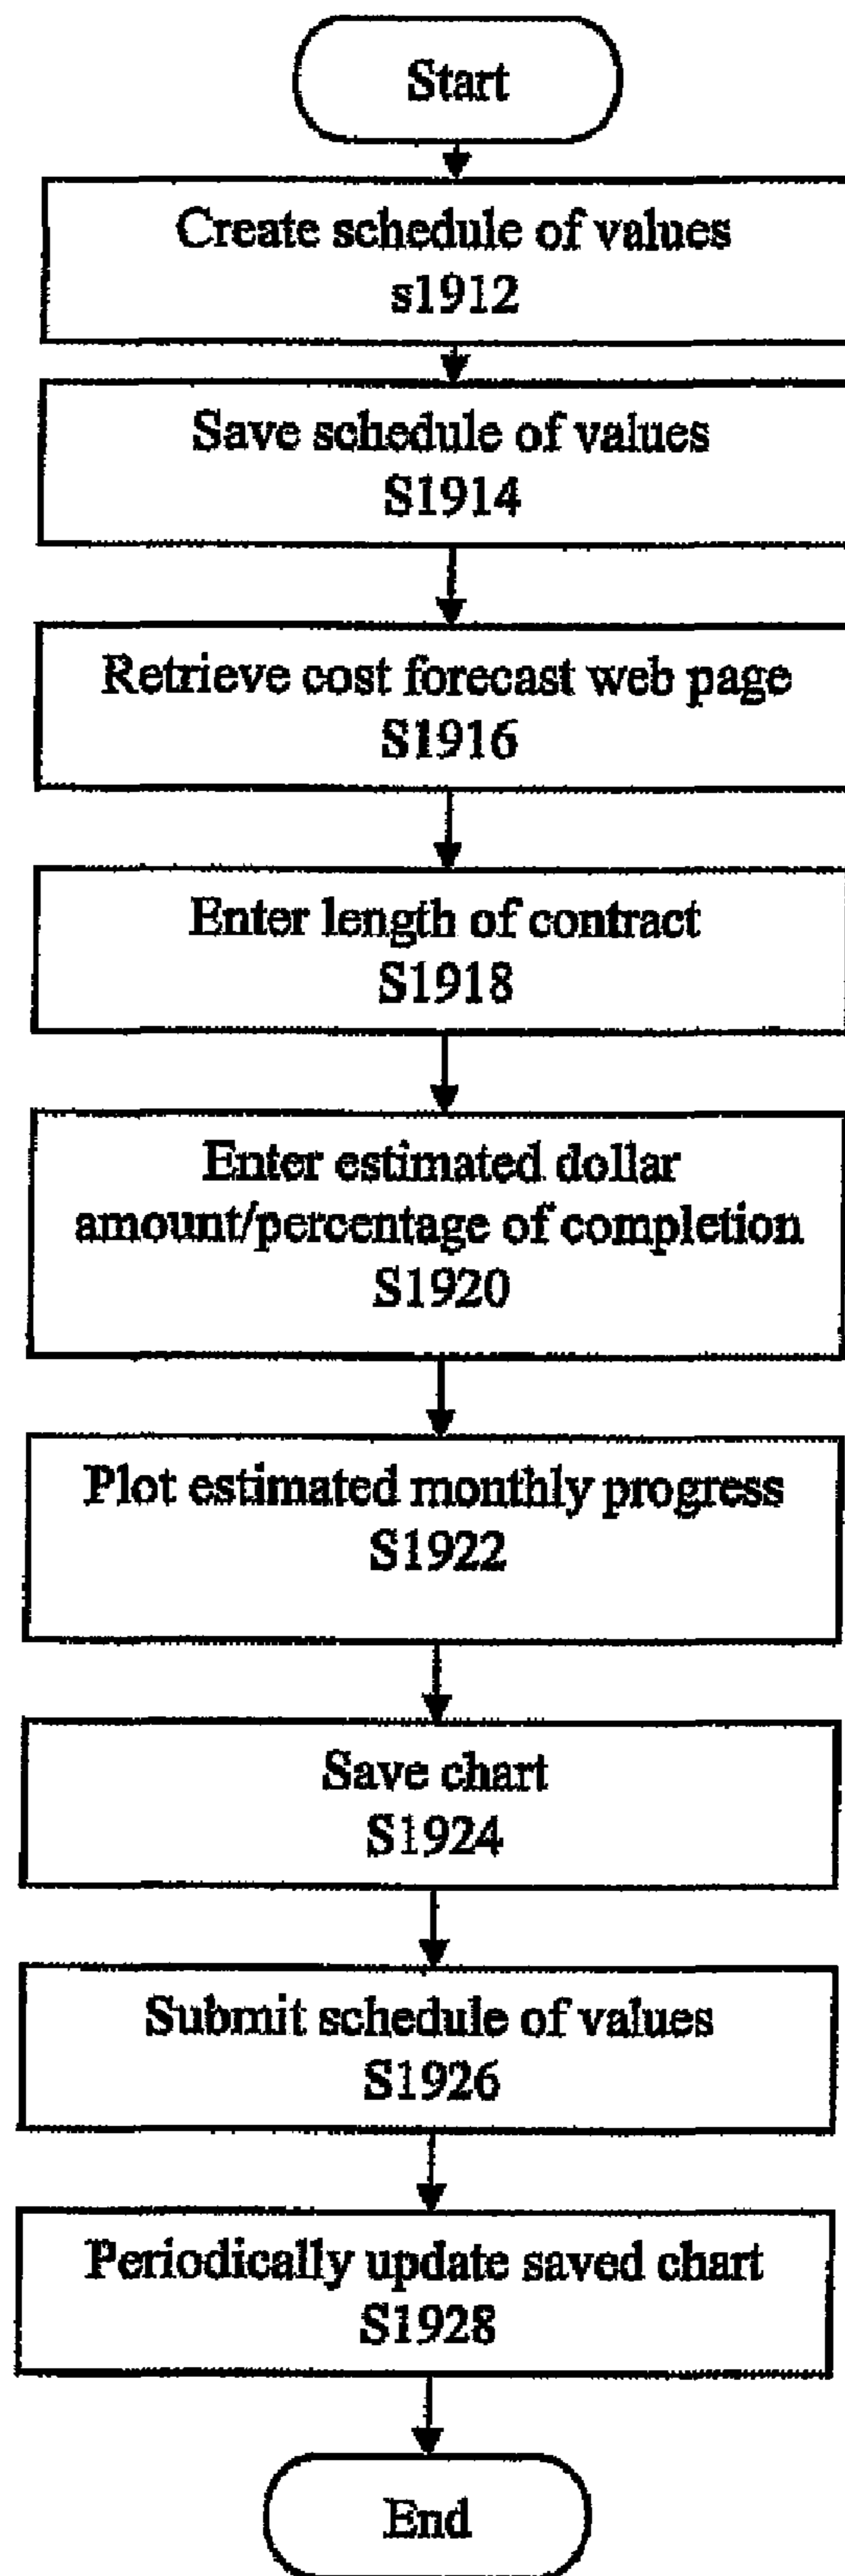 Start
Create schedule of values
s1912
Save schedule of values
S1914
Retrieve cost forecast web page
S1916
Enter length of contract
S1918
Enter estimated dollar
amount/percentage of completion
S1920
Plot estimated monthly progress
S1922
Save chart
S1924
Submit schedule of values
S1926
Periodically update saved chart
S1928
End